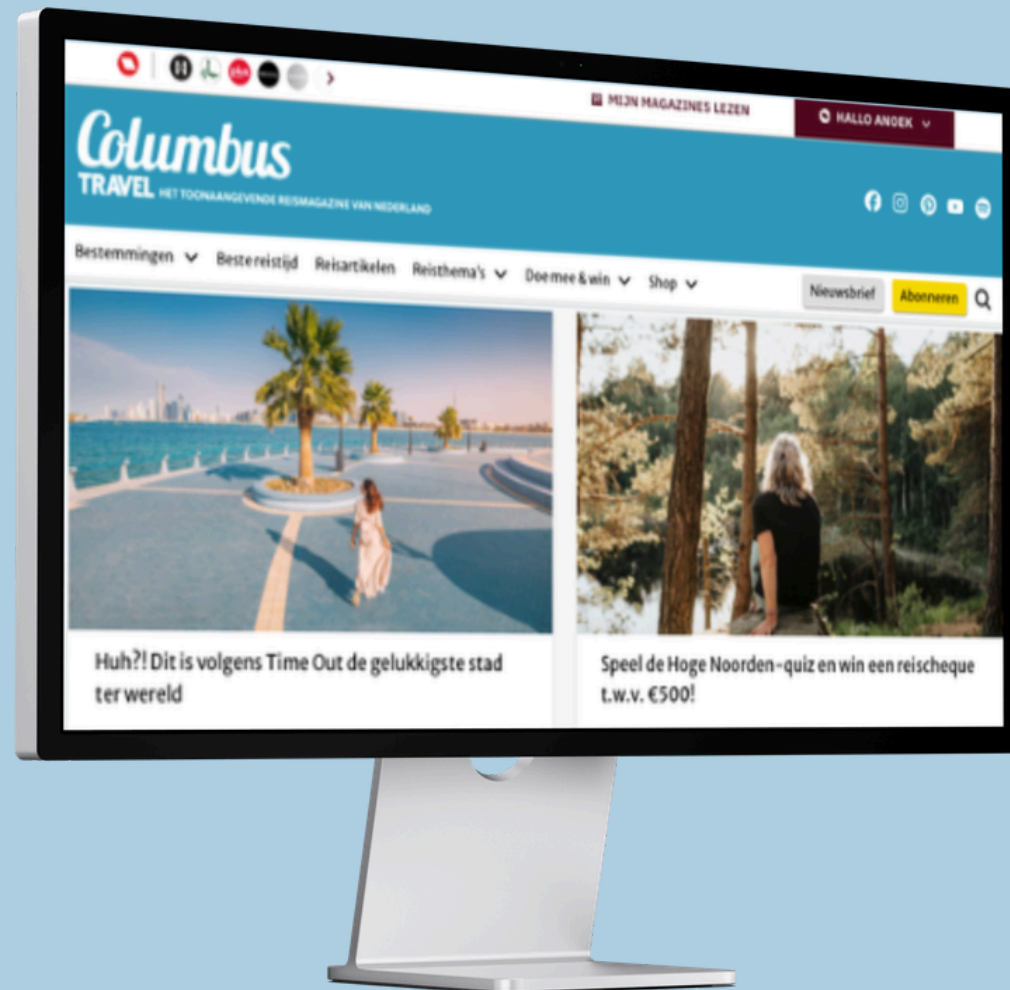 plus
MIJN MAGAZINES LEZEN
HALLO ANOEK
Columbus
TRAVEL HET TOONAANGEVENDE REISMAGAZINE VAN NEDERLAND
Bestemmingen Beste reistijd Reisartikelen Reisthema's Doe mee & win Shop Nieuwsbrief Abonneren
Huh?! Dit is volgens Time Out de gelukkigste stad
ter wereld
Speel de Hoge Noorden-quiz en win een reischeque
t.w.v. €500!